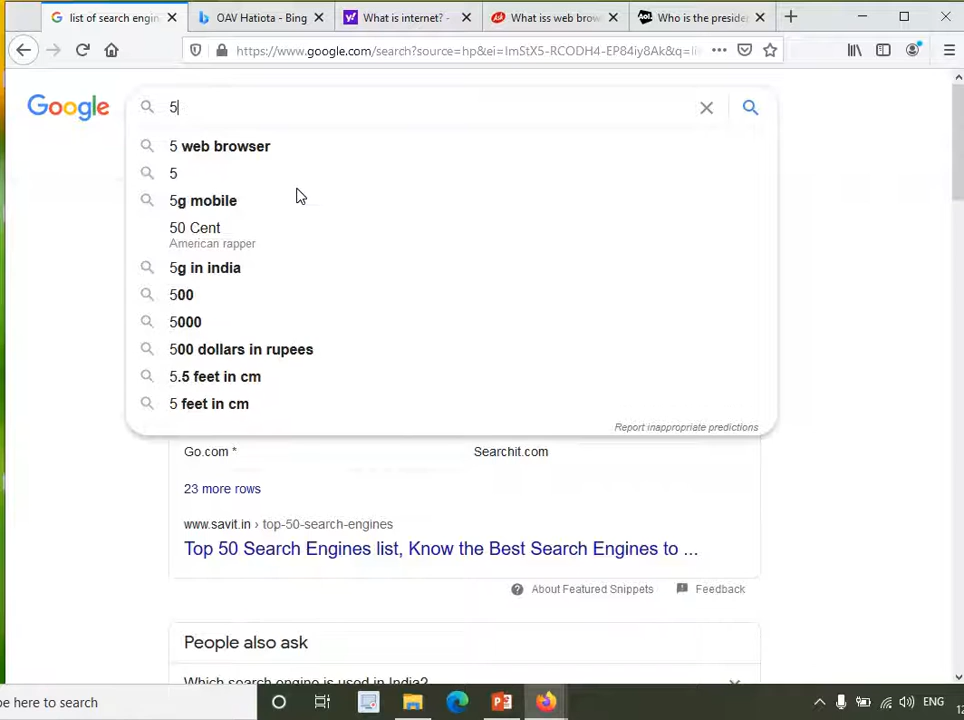 list of search engin
OAV Hatiota - Bing
What is internet? -
What iss web brow
Who is the preside
https://www.google.com/search?source=hp&ei=ImStX5-RCODH4-EP84iy8Ak&q=li
Google
5
5 web browser
5
5g mobile
50 Cent
American rapper
5g in india
500
5000
500 dollars in rupees
5.5 feet in cm
5 feet in cm
Report inappropriate predictions
Go.com *
Searchit.com
23 more rows
www.savit.in › top-50-search-engines
Top 50 Search Engines list, Know the Best Search Engines to ...
About Featured Snippets
Feedback
People also ask
Which search engine is used in India?
pe here to search
ENG
12